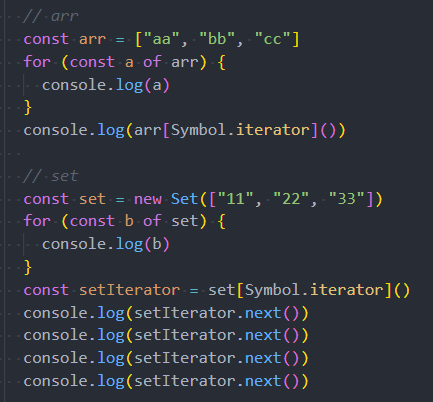 // arr
const arr = ["aa", "bb", "cc"]
for (const a of arr) {
  console.log(a)
}
console.log(arr[Symbol.iterator]())

// set
const set = new Set(["11", "22", "33"])
for (const b of set) {
  console.log(b)
}
const setIterator = set[Symbol.iterator]()
console.log(setIterator.next())
console.log(setIterator.next())
console.log(setIterator.next())
console.log(setIterator.next())